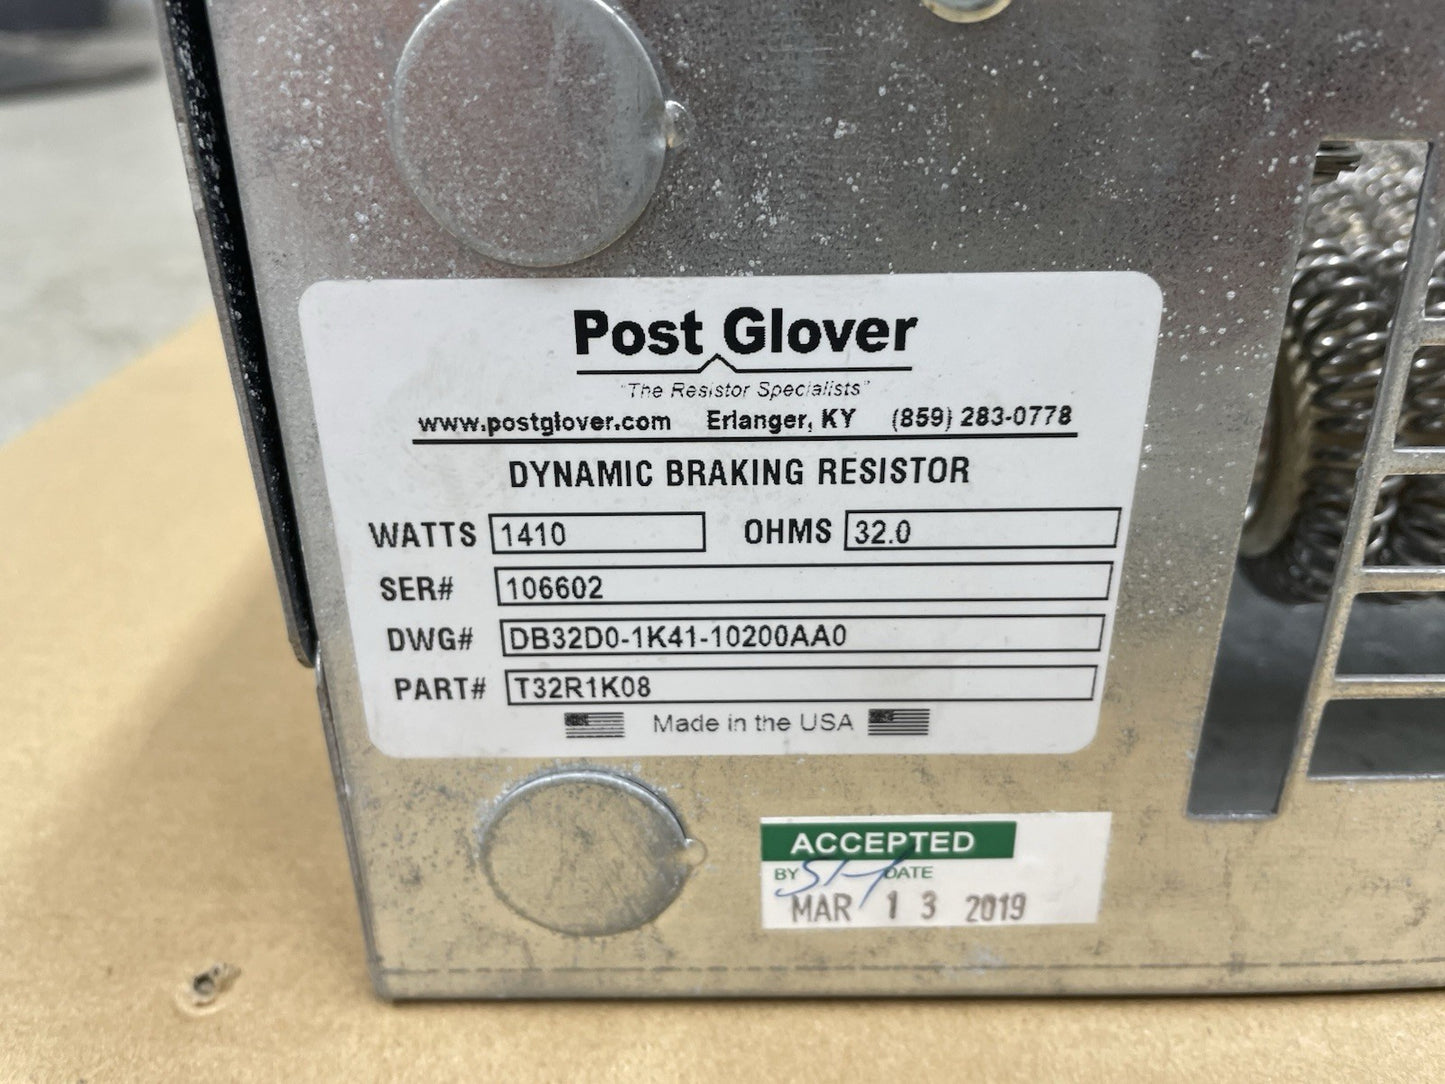 Post Glover
"The Resistor Specialists"
www.postglover.com Erlanger, KY (859) 283-0778
DYNAMIC BRAKING RESISTOR
WATTS 1410 OHMS 32.0
SER# 106602
DWG# DB32D0-1K41-10200AA0
PART# T32R1K08
Made in the USA
ACCEPTED
BY DATE
MAR 13 2019